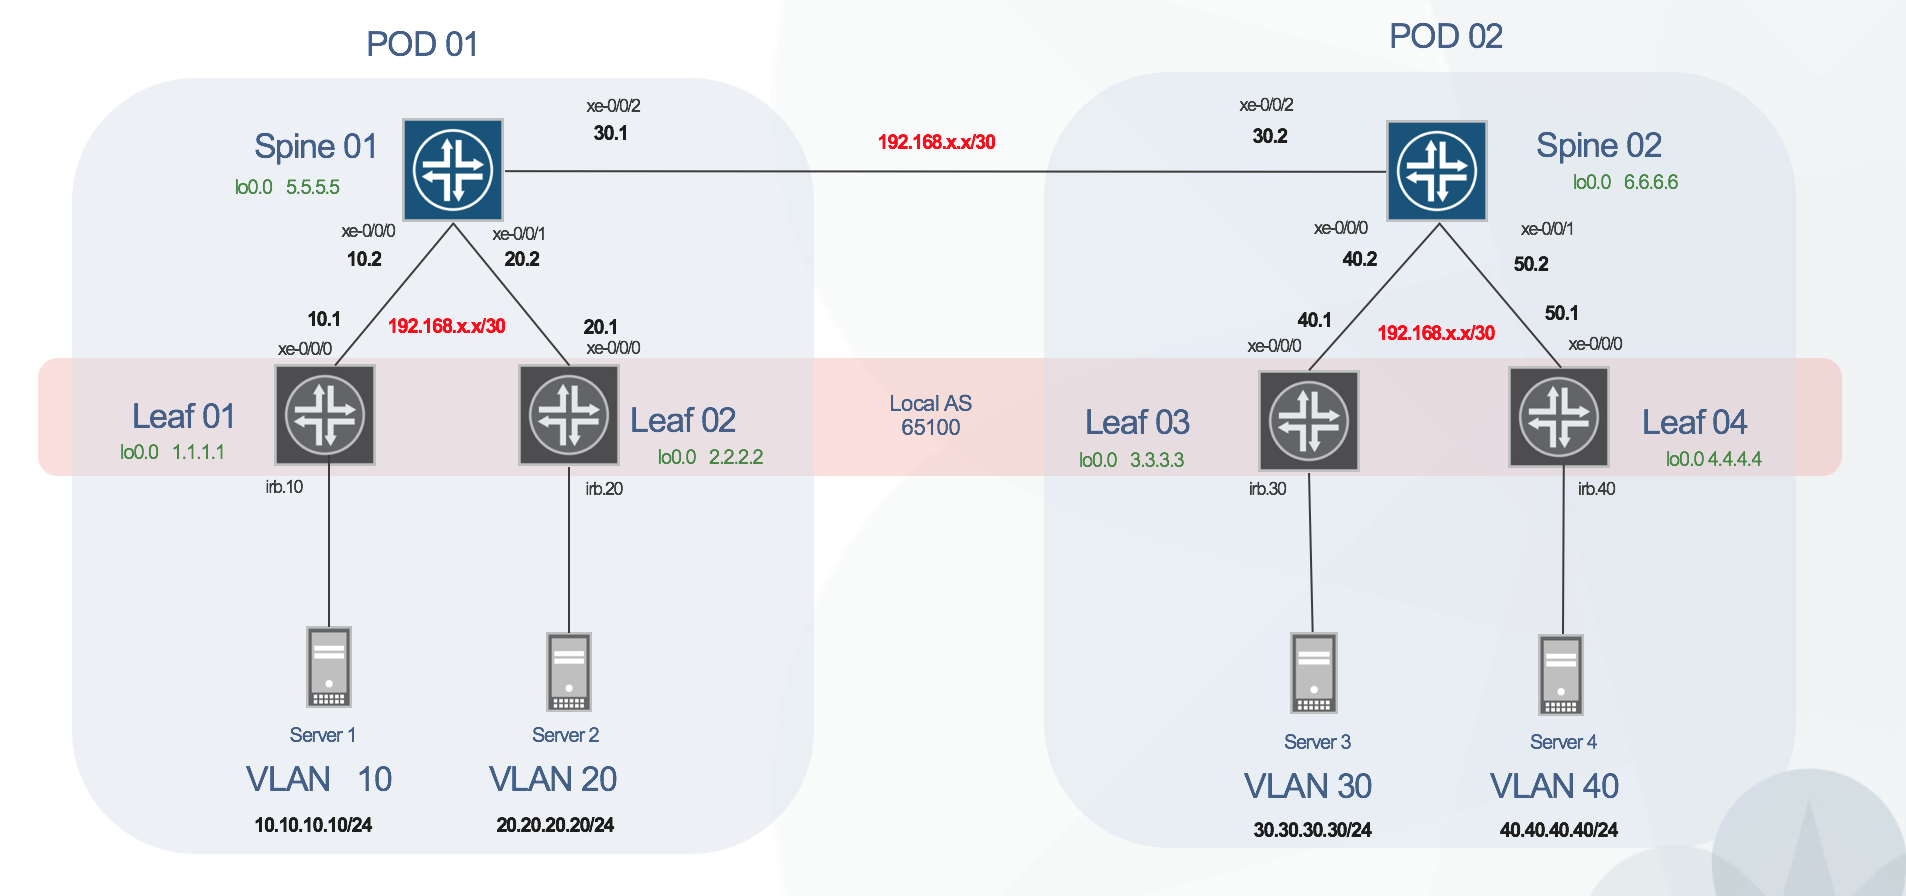 POD 01
POD 02
xe-0/0/2
30.1
192.168.x.x/30
xe-0/0/2
30.2
Spine 01
lo0.0 5.5.5.5
Spine 02
lo0.0 6.6.6.6
xe-0/0/0
10.2
xe-0/0/1
20.2
xe-0/0/0
40.2
xe-0/0/1
50.2
10.1
xe-0/0/0
192.168.x.x/30
20.1
xe-0/0/0
40.1
xe-0/0/0
192.168.x.x/30
50.1
xe-0/0/0
Leaf 01
lo0.0 1.1.1.1
Leaf 02
lo0.0 2.2.2.2
Local AS
65100
Leaf 03
lo0.0 3.3.3.3
Leaf 04
lo0.0 4.4.4.4
irb.10
irb.20
irb.30
irb.40
Server 1
VLAN 10
10.10.10.10/24
Server 2
VLAN 20
20.20.20.20/24
Server 3
VLAN 30
30.30.30.30/24
Server 4
VLAN 40
40.40.40.40/24